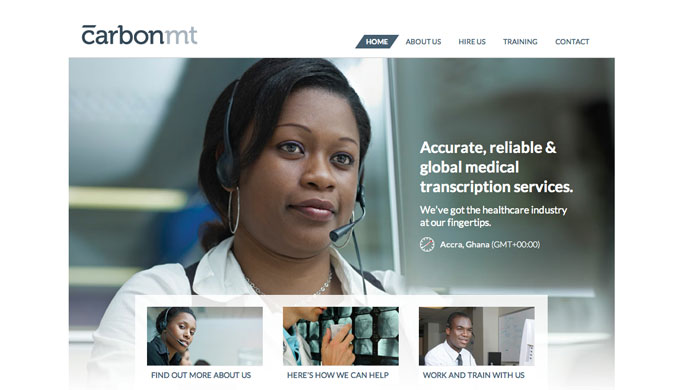 carbonmt
HOME ABOUT US HIRE US TRAINING CONTACT
Accurate, reliable &
global medical
transcription services.
We've got the healthcare industry
at our fingertips.
Accra, Ghana (GMT+00:00)
FIND OUT MORE ABOUT US
HERE'S HOW WE CAN HELP
WORK AND TRAIN WITH US